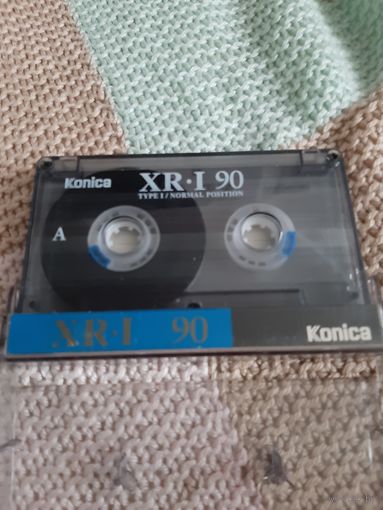 Konica XR·I 90
TYPE I / NORMAL POSITION
A
XR·I 90 Konica